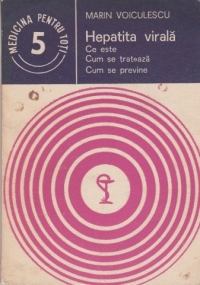 MEDICINA PENTRU TOȚI
5
MARIN VOICULESCU
Hepatita virală
Ce este
Cum se tratează
Cum se previne